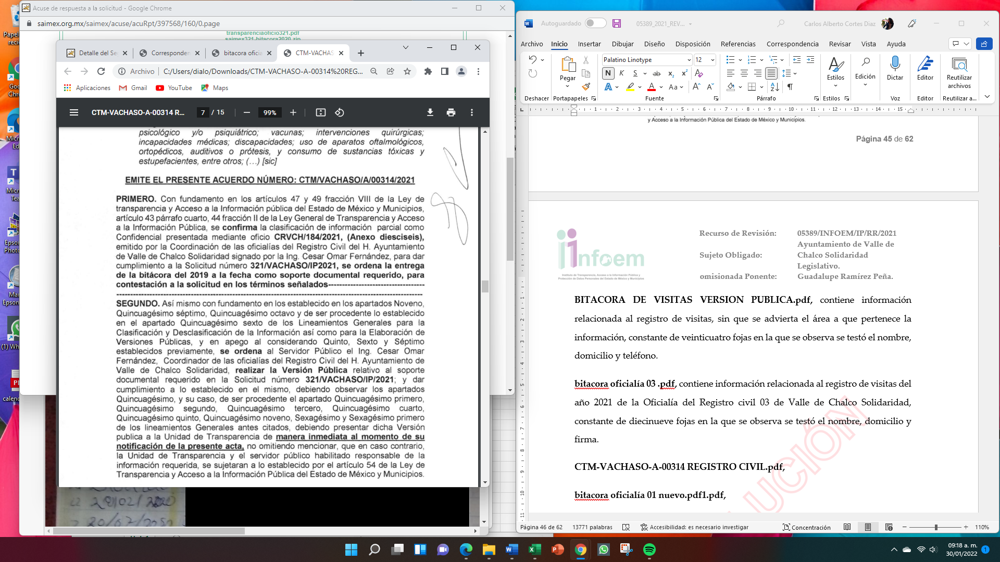 Acuse de respuesta a la solicitud - Google Chrome
saimex.org.mx/saimex/acuse/acuRpt/397568/160/0.page
transparenciaoficio321.pdf
saimex321-bitacora2020.zip
Detalle del Se
Corresponden
bitacora oficia
CTM-VACHAS
Archivo
C:/Users/dialo/Downloads/CTM-VACHASO-A-00314%20REG...
Aplicaciones
Gmail
YouTube
Maps
CTM-VACHASO-A-00314 R...
7 / 15
99%
psicológico y/o psiquiátrico; vacunas; intervenciones quirúrgicas;
incapacidades médicas; discapacidades; uso de aparatos oftalmológicos,
ortopédicos, auditivos o prótesis, y consumo de sustancias tóxicas y
estupefacientes, entre otros; (…) [sic]
EMITE EL PRESENTE ACUERDO NÚMERO: CTM/VACHASO/A/00314/2021
PRIMERO. Con fundamento en los artículos 47 y 49 fracción VIII de la Ley de
transparencia y Acceso a la Información pública del Estado de México y Municipios,
artículo 43 párrafo cuarto, 44 fracción II de la Ley General de Transparencia y Acceso
a la Información Pública, se confirma la clasificación de información parcial como
Confidencial presentada mediante oficio CRVCH/184/2021, (Anexo diesciseis),
emitido por la Coordinación de las oficialías del Registro Civil del H. Ayuntamiento
de Valle de Chalco Solidaridad signado por la Ing. Cesar Omar Fernández, para dar
cumplimiento a la Solicitud número 321/VACHASO/IP2021, se ordena la entrega
de la bitácora del 2019 a la fecha como soporte documental requerido, para
contestación a la solicitud en los términos señalados-----------------------------------
SEGUNDO. Así mismo con fundamento en los establecido en los apartados Noveno,
Quincuagésimo séptimo, Quincuagésimo octavo y de ser procedente lo establecido
en el apartado Quincuagésimo sexto de los Lineamientos Generales para la
Clasificación y Desclasificación de la Información así como para la Elaboración de
Versiones Públicas, y en apego al considerando Quinto, Sexto y Séptimo
establecidos previamente, se ordena al Servidor Público el Ing. Cesar Omar
Fernández, Coordinador de las oficialías del Registro Civil del H. Ayuntamiento de
Valle de Chalco Solidaridad, realizar la Versión Pública relativo al soporte
documental requerido en la Solicitud número 321/VACHASO/IP/2021; y dar
cumplimiento a lo establecido en el mismo, debiendo observar los apartados
Quincuagésimo, y su caso, de ser procedente el apartado Quincuagésimo primero,
Quincuagésimo segundo, Quincuagésimo tercero, Quincuagésimo cuarto,
Quincuagésimo quinto, Quincuagésimo noveno, Sexagésimo y Sexagésimo primero
de los lineamientos Generales antes citados, debiendo presentar dicha Versión
publica a la Unidad de Transparencia de manera inmediata al momento de su
notificación de la presente acta, no omitiendo mencionar, que en caso contrario,
la Unidad de Transparencia y el servidor público habilitado responsable de la
información requerida, se sujetaran a lo establecido por el artículo 54 de la Ley de
Transparencia y Acceso a la Información Pública del Estado de México y Municipios.
Autoguardado
05389_2021_REV...
Carlos Alberto Cortes Diaz
Archivo Inicio Insertar Dibujar Diseño Disposición Referencias Correspondencia Revisar Vista Ayuda
Palatino Linotype 12
Pegar
Estilos
Edición
Dictar
Editor
Reutilizar
archivos
Deshacer Portapapeles Fuente Párrafo Estilos Voz Editor Reutilizar a...
y Acceso a la Información Pública del Estado de México y Municipios.
Página 45 de 62
infoem
Instituto de Transparencia, Acceso a la Información Pública y
Protección de Datos Personales del Estado de México y Municipios
Recurso de Revisión: 05389/INFOEM/IP/RR/2021
Ayuntamiento de Valle de
Sujeto Obligado: Chalco Solidaridad
Legislativo.
omisionada Ponente: Guadalupe Ramírez Peña.
BITACORA DE VISITAS VERSION PUBLICA.pdf, contiene información
relacionada al registro de visitas, sin que se advierta el área a que pertenece la
información, constante de veinticuatro fojas en la que se observa se testó el nombre,
domicilio y teléfono.
bitacora oficialía 03 .pdf, contiene información relacionada al registro de visitas del
año 2021 de la Oficialía del Registro civil 03 de Valle de Chalco Solidaridad,
constante de diecinueve fojas en la que se observa se testó el nombre, domicilio y
firma.
CTM-VACHASO-A-00314 REGISTRO CIVIL.pdf,
bitacora oficialía 01 nuevo.pdf1.pdf,
LUCIÓN
Página 46 de 62
13771 palabras
Accesibilidad: es necesario investigar
Concentración
110%
09:18 a. m.
30/01/2022